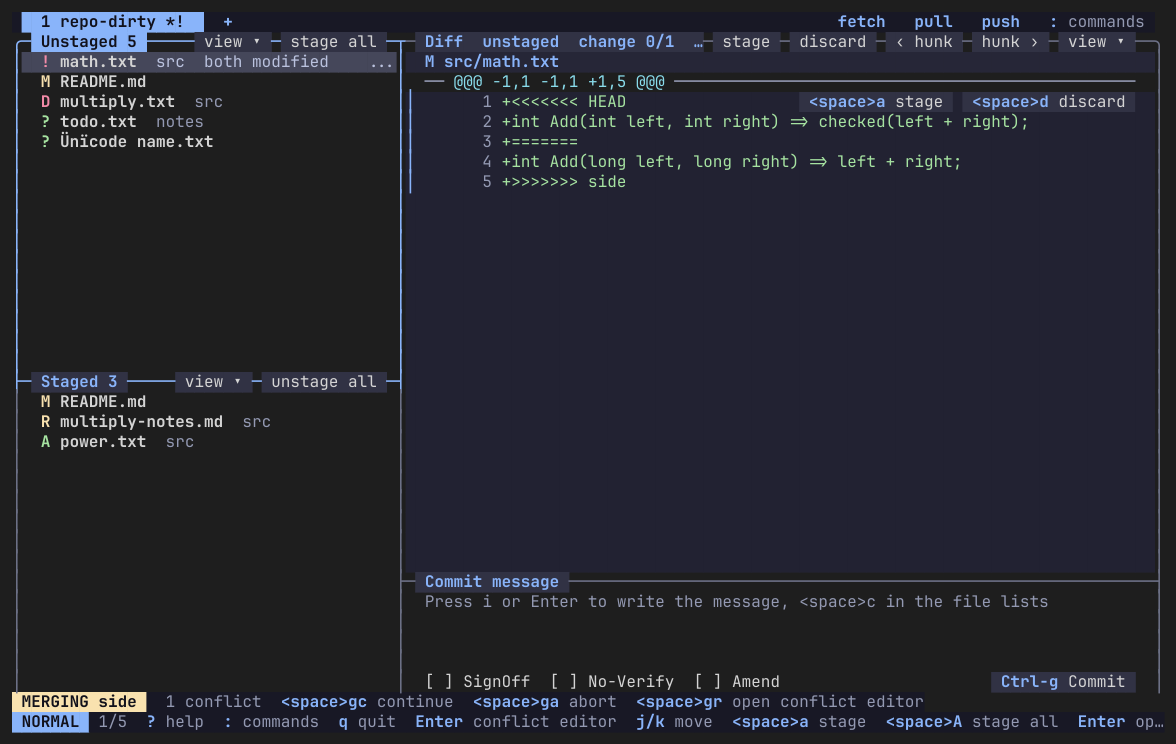 1 repo-dirty *! + fetch pull push : commands
Unstaged 5 view ▾ stage all Diff unstaged change 0/1 … stage discard ‹ hunk hunk › view ▾
! math.txt src both modified ... M src/math.txt
M README.md @@@ -1,1 -1,1 +1,5 @@@
D multiply.txt src 1 +<<<<<<< HEAD <space>a stage <space>d discard
? todo.txt notes 2 +int Add(int left, int right) => checked(left + right);
? Ünïcode name.txt 3 +=======
4 +int Add(long left, long right) => left + right;
5 +>>>>>>> side
Staged 3 view ▾ unstage all
M README.md
R multiply-notes.md src
A power.txt src
Commit message
Press i or Enter to write the message, <space>c in the file lists
[ ] SignOff [ ] No-Verify [ ] Amend Ctrl-g Commit
MERGING side 1 conflict <space>gc continue <space>ga abort <space>gr open conflict editor
NORMAL 1/5 ? help : commands q quit Enter conflict editor j/k move <space>a stage <space>A stage all Enter op…